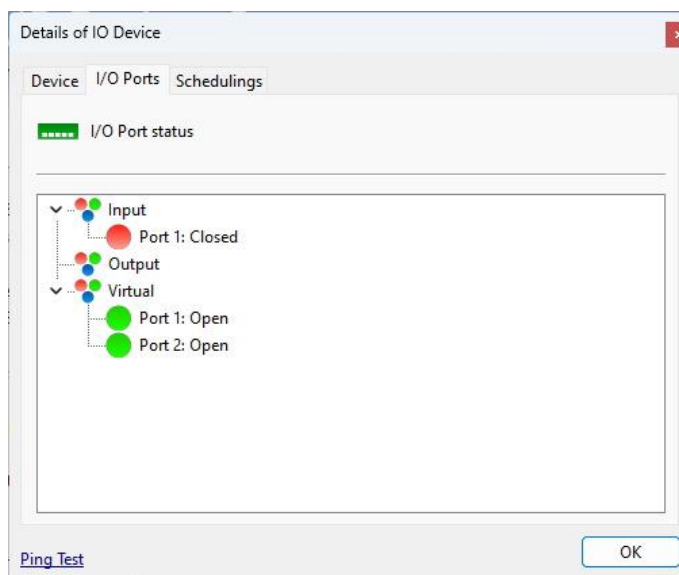 Details of IO Device
Device I/O Ports Schedulings
I/O Port status
Input
Port 1: Closed
Output
Virtual
Port 1: Open
Port 2: Open
Ping Test
OK